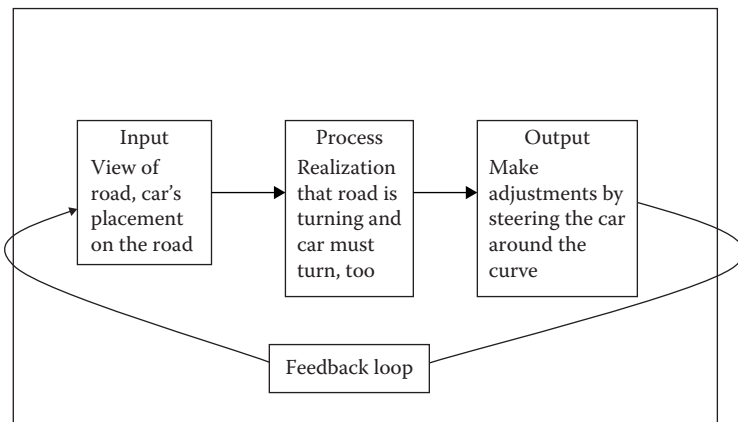 Input
View of
road, car's
placement
on the road
Process
Realization
that road is
turning and
car must
turn, too
Output
Make
adjustments by
steering the car
around the
curve
Feedback loop